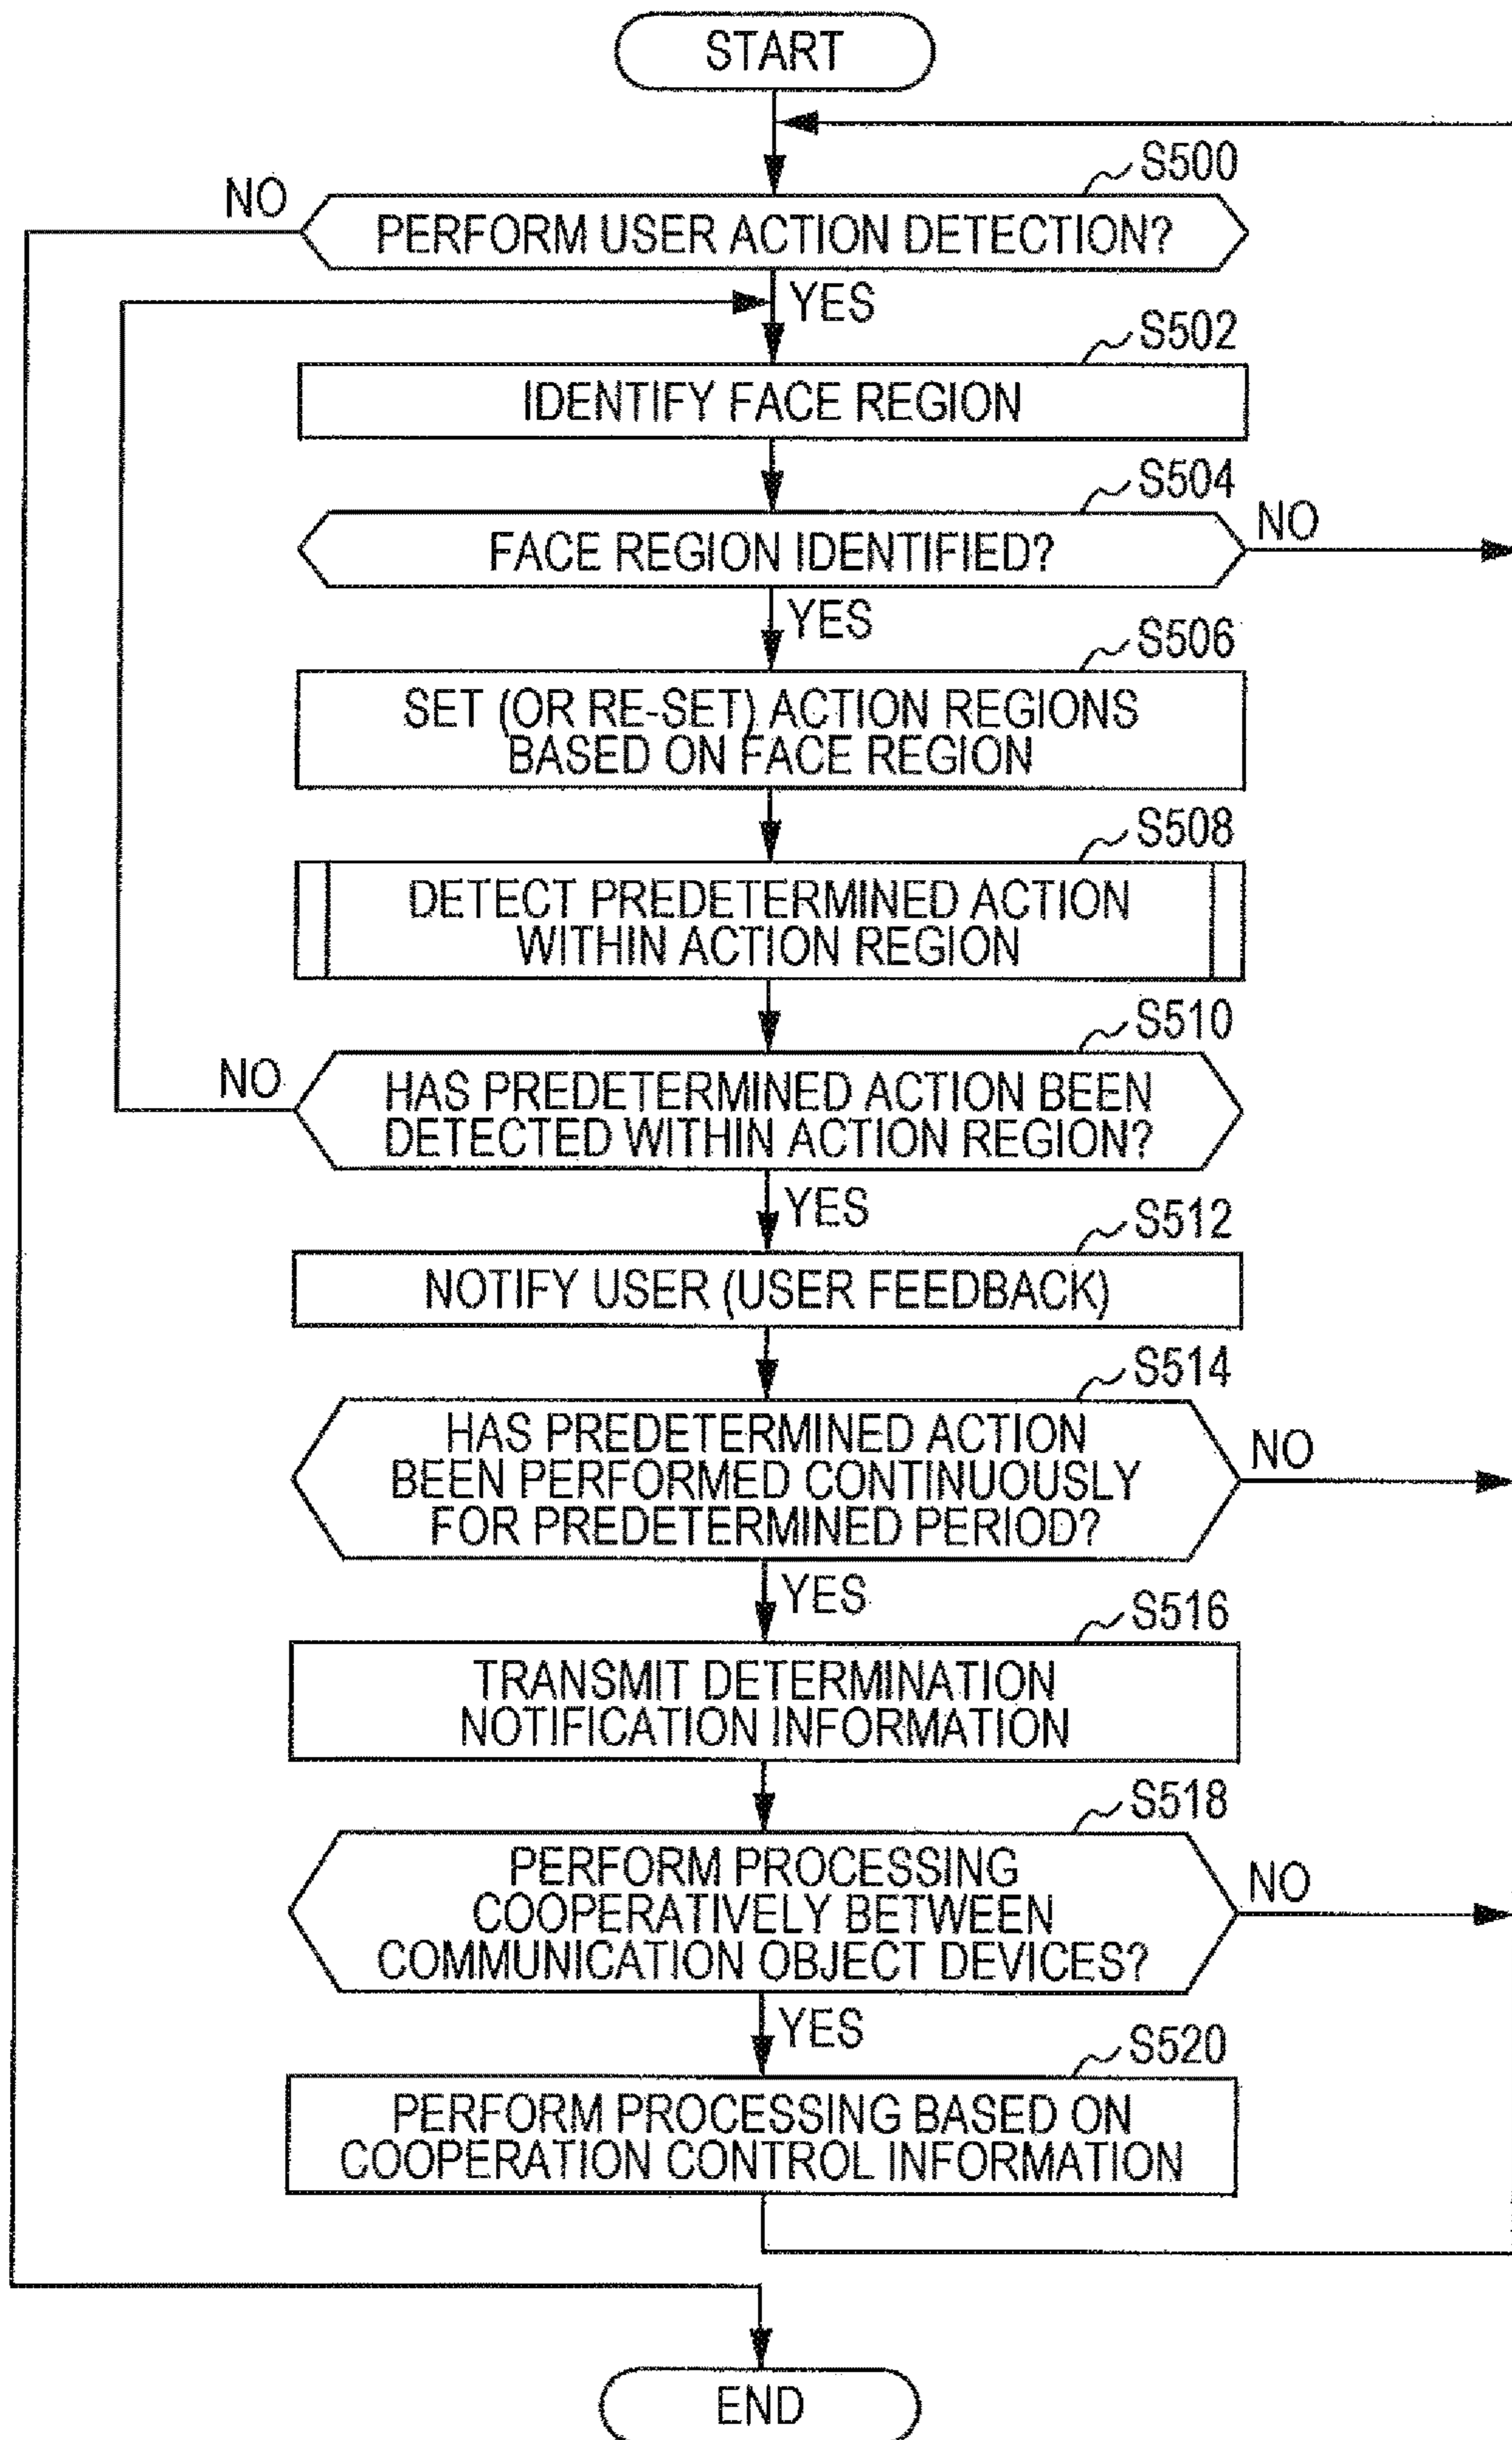 START
S500
NO
PERFORM USER ACTION DETECTION?
YES
S502
IDENTIFY FACE REGION
S504
NO
FACE REGION IDENTIFIED?
YES
S506
SET (OR RE-SET) ACTION REGIONS
BASED ON FACE REGION
S508
DETECT PREDETERMINED ACTION
WITHIN ACTION REGION
S510
NO
HAS PREDETERMINED ACTION BEEN
DETECTED WITHIN ACTION REGION?
YES
S512
NOTIFY USER (USER FEEDBACK)
S514
HAS PREDETERMINED ACTION
NO
BEEN PERFORMED CONTINUOUSLY
FOR PREDETERMINED PERIOD?
YES
S516
TRANSMIT DETERMINATION
NOTIFICATION INFORMATION
S518
PERFORM PROCESSING
NO
COOPERATIVELY BETWEEN
COMMUNICATION OBJECT DEVICES?
YES
S520
PERFORM PROCESSING BASED ON
COOPERATION CONTROL INFORMATION
END